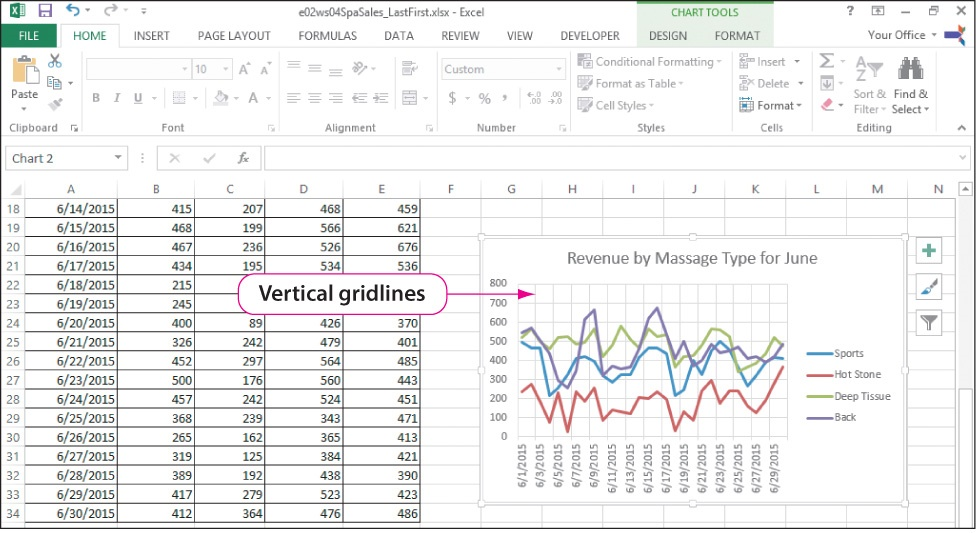 e02ws04SpaSales_LastFirst.xlsx - Excel
CHART TOOLS
?
FILE HOME INSERT PAGE LAYOUT FORMULAS DATA REVIEW VIEW DEVELOPER DESIGN FORMAT Your Office
Paste
10 A A
B I U A
Custom
$ % , .00 .0
Conditional Formatting
Format as Table
Cell Styles
Insert
Delete
Format
Σ
A Z
Sort & Filter
Find & Select
Clipboard Font Alignment Number Styles Cells Editing
Chart 2 fx
A B C D E F G H I J K L M N
18 6/14/2015 415 207 468 459
19 6/15/2015 468 199 566 621
20 6/16/2015 467 236 526 676
21 6/17/2015 434 195 534 536
22 6/18/2015 215
23 6/19/2015 245
24 6/20/2015 400 89 426 370
25 6/21/2015 326 242 479 401
26 6/22/2015 452 297 564 485
27 6/23/2015 500 176 560 443
28 6/24/2015 457 242 524 451
29 6/25/2015 368 239 343 471
30 6/26/2015 265 162 365 413
31 6/27/2015 319 125 384 421
32 6/28/2015 389 192 438 390
33 6/29/2015 417 279 523 423
34 6/30/2015 412 364 476 486
Vertical gridlines
Revenue by Massage Type for June
800
700
600
500
400
300
200
100
0
6/1/2015
6/3/2015
6/5/2015
6/7/2015
6/9/2015
6/11/2015
6/13/2015
6/15/2015
6/17/2015
6/19/2015
6/21/2015
6/23/2015
6/25/2015
6/27/2015
6/29/2015
Sports
Hot Stone
Deep Tissue
Back